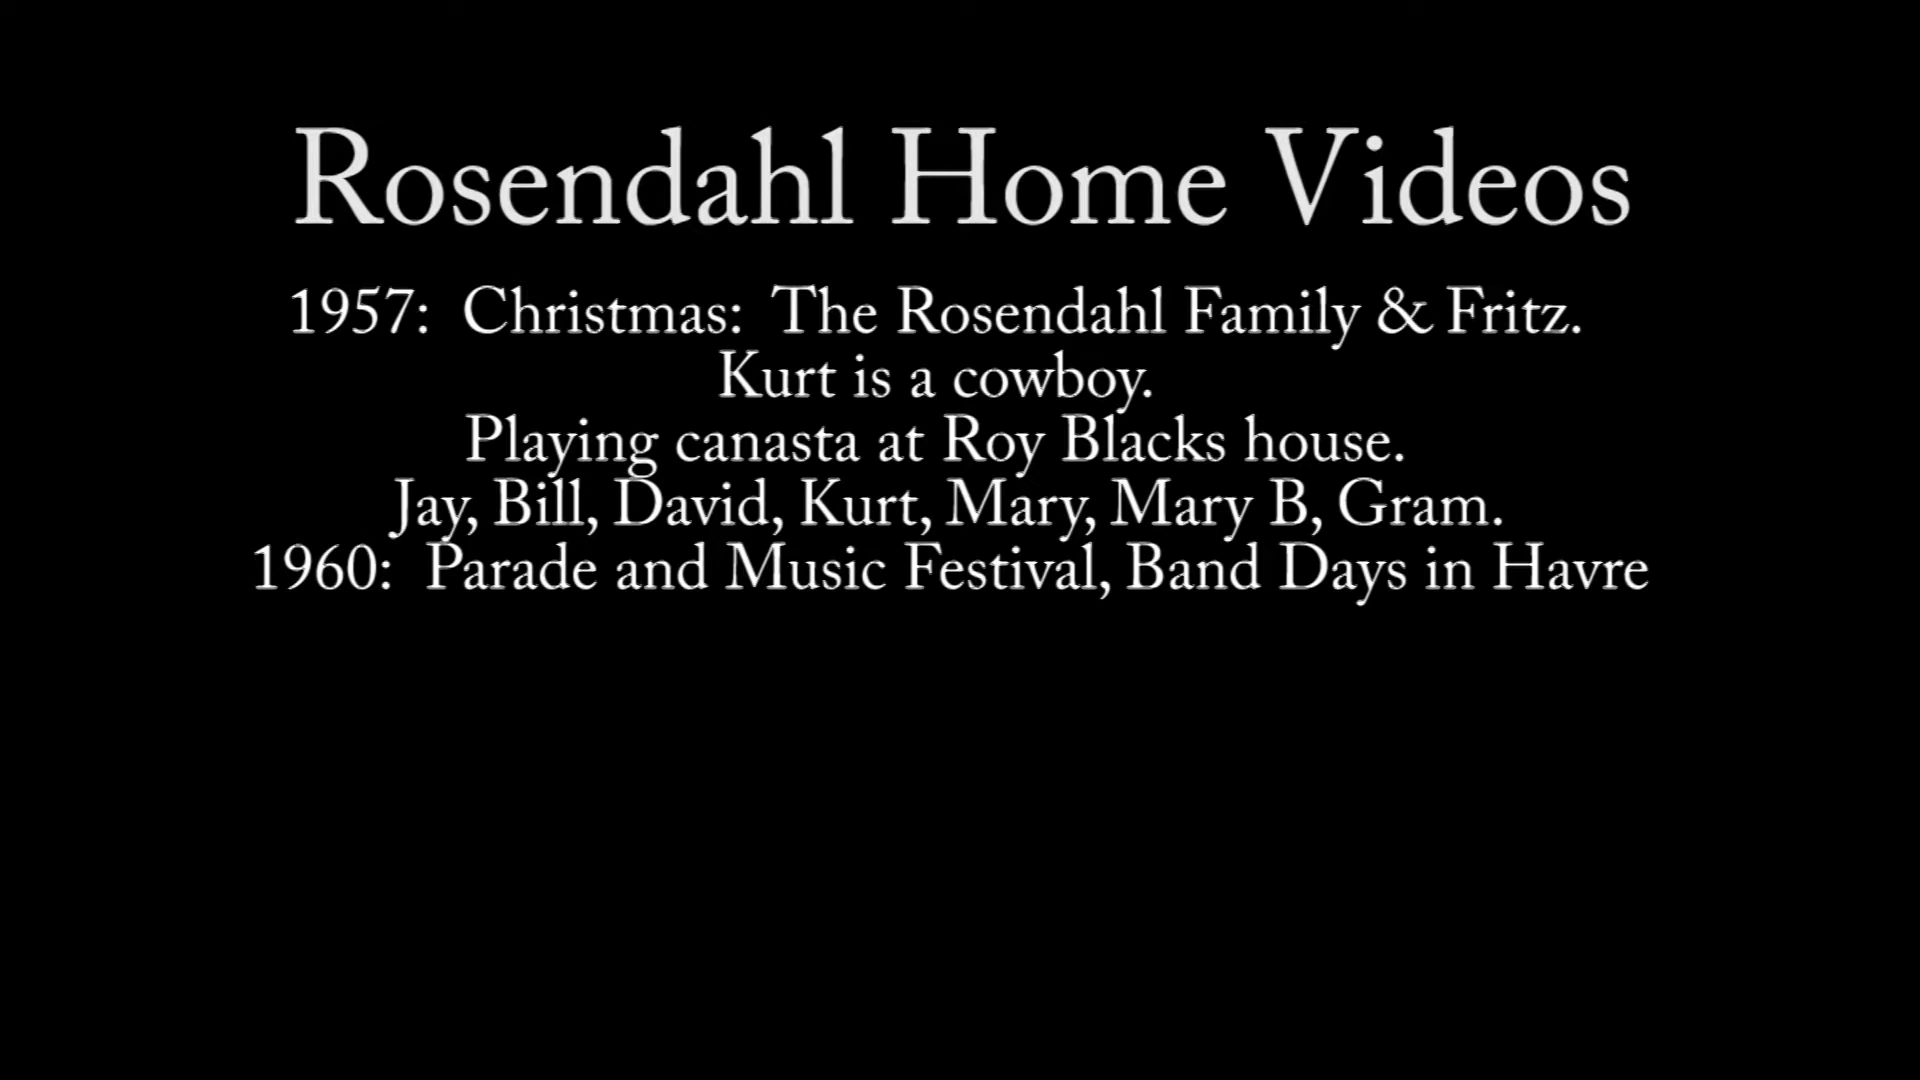 Rosendahl Home Videos
1957:  Christmas:  The Rosendahl Family & Fritz.
Kurt is a cowboy.
Playing canasta at Roy Blacks house.
Jay, Bill, David, Kurt, Mary, Mary B, Gram.
1960:  Parade and Music Festival, Band Days in Havre